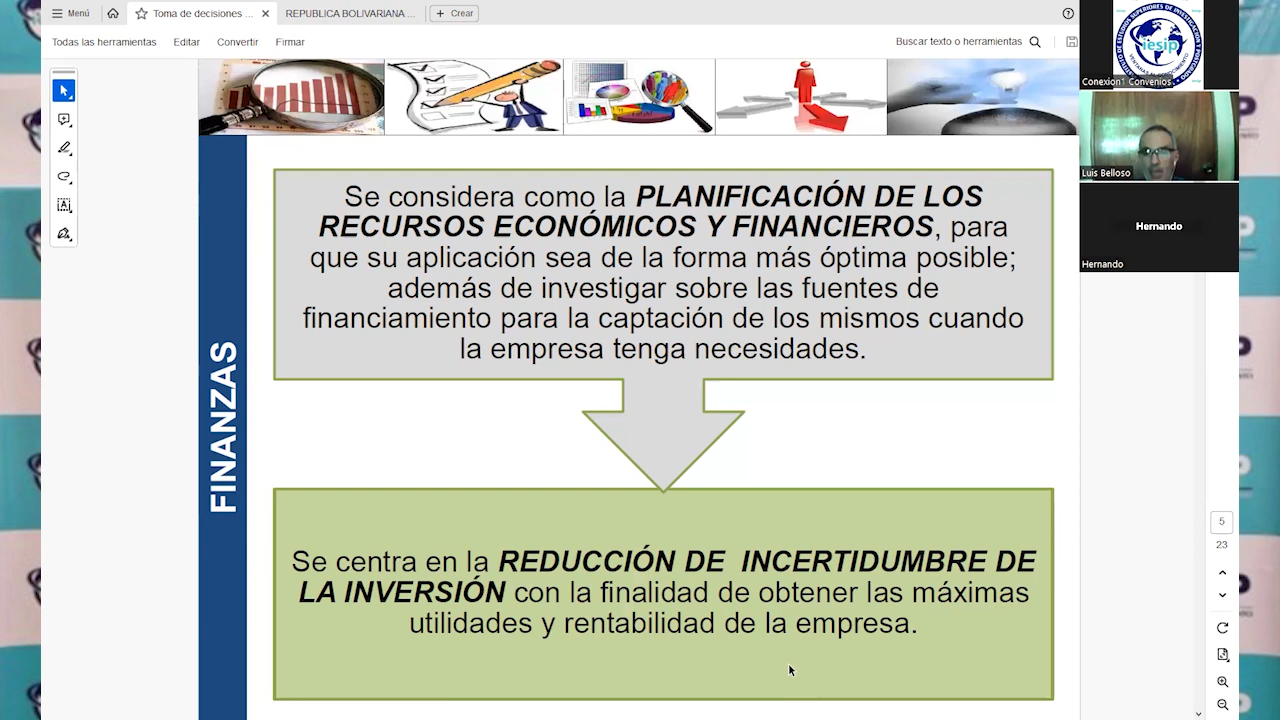 Menú
Toma de decisiones ...
REPUBLICA BOLIVARIANA ...
Crear
Todas las herramientas
Editar
Convertir
Firmar
Buscar texto o herramientas
FINANZAS
Se considera como la PLANIFICACIÓN DE LOS
RECURSOS ECONÓMICOS Y FINANCIEROS, para
que su aplicación sea de la forma más óptima posible;
además de investigar sobre las fuentes de
financiamiento para la captación de los mismos cuando
la empresa tenga necesidades.
Se centra en la REDUCCIÓN DE INCERTIDUMBRE DE
LA INVERSIÓN con la finalidad de obtener las máximas
utilidades y rentabilidad de la empresa.
iesip
Conexion1 Convenios
Luis Belloso
Hernando
Hernando
5
23